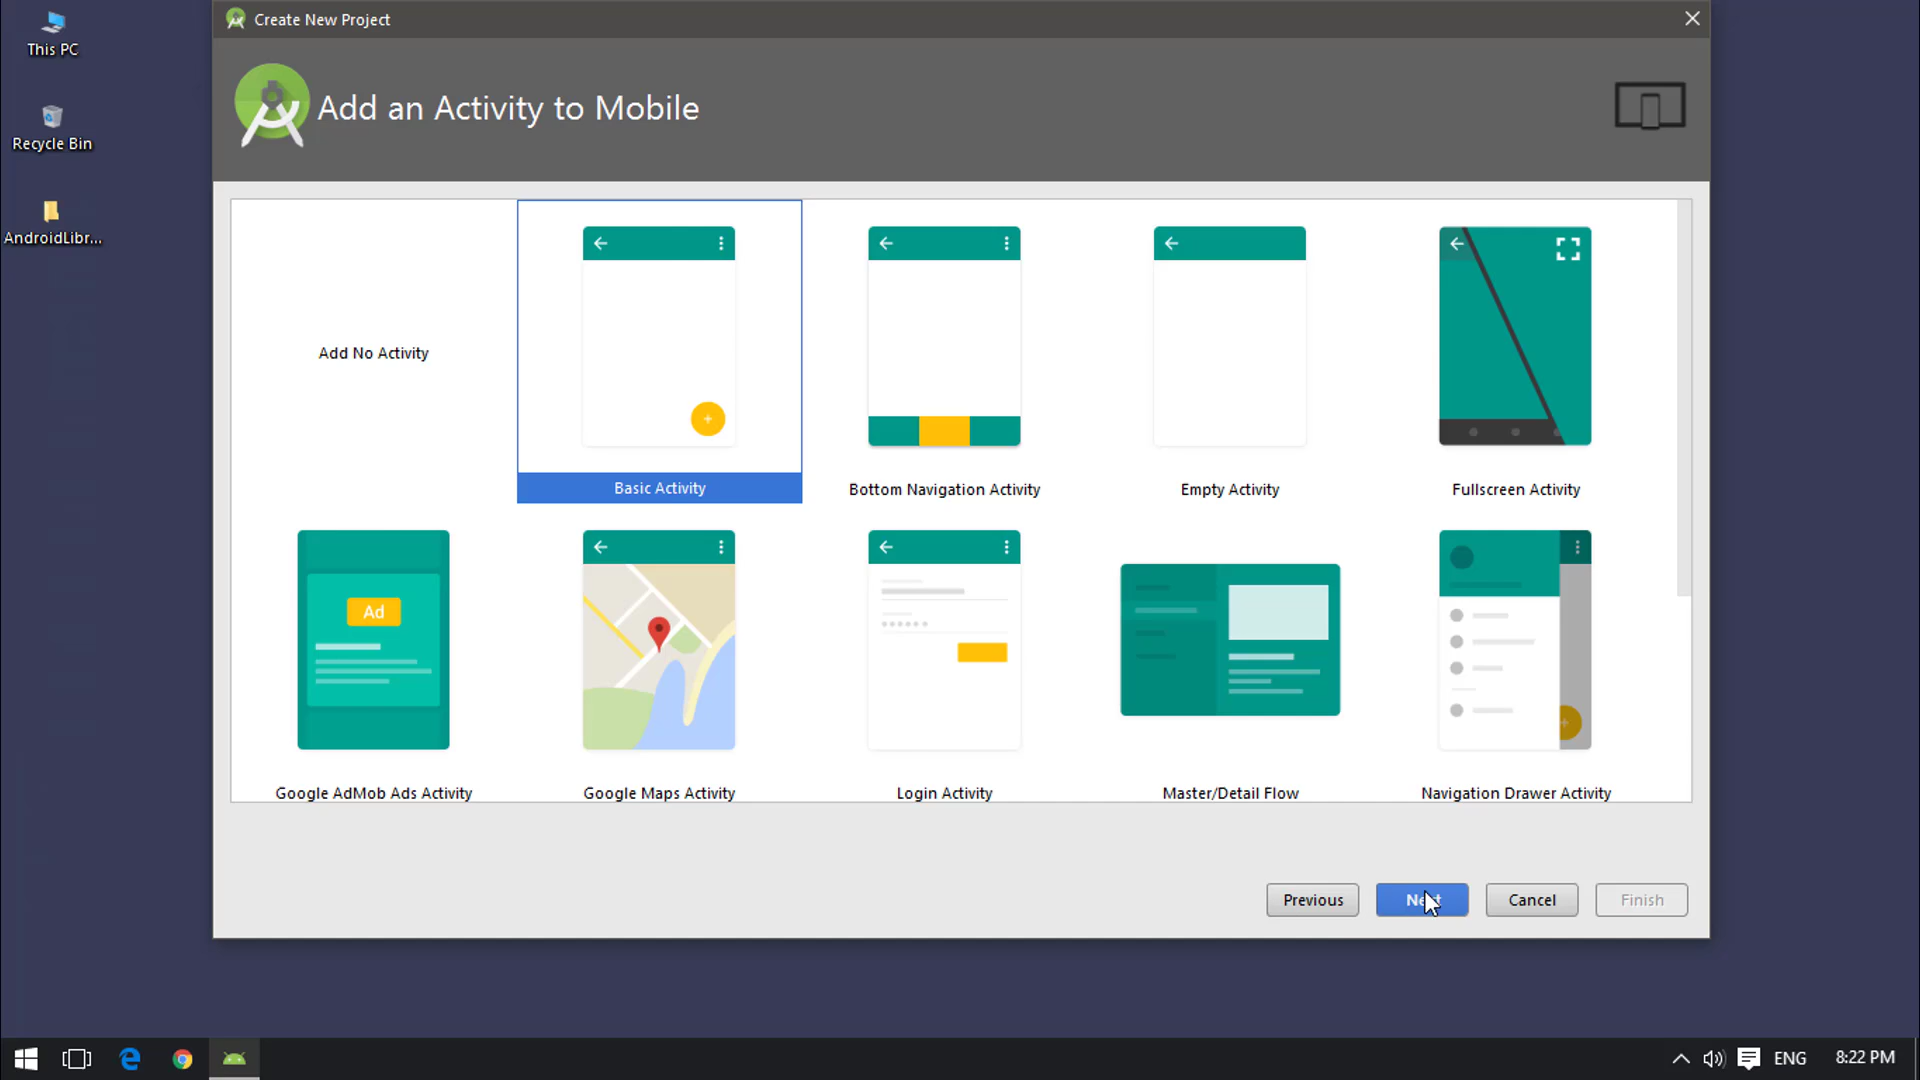 This PC
Recycle Bin
AndroidLibr...
Create New Project
Add an Activity to Mobile
Add No Activity
Basic Activity
Bottom Navigation Activity
Empty Activity
Fullscreen Activity
Ad
Google AdMob Ads Activity
Google Maps Activity
Login Activity
Master/Detail Flow
Navigation Drawer Activity
Previous
Next
Cancel
Finish
ENG
8:22 PM